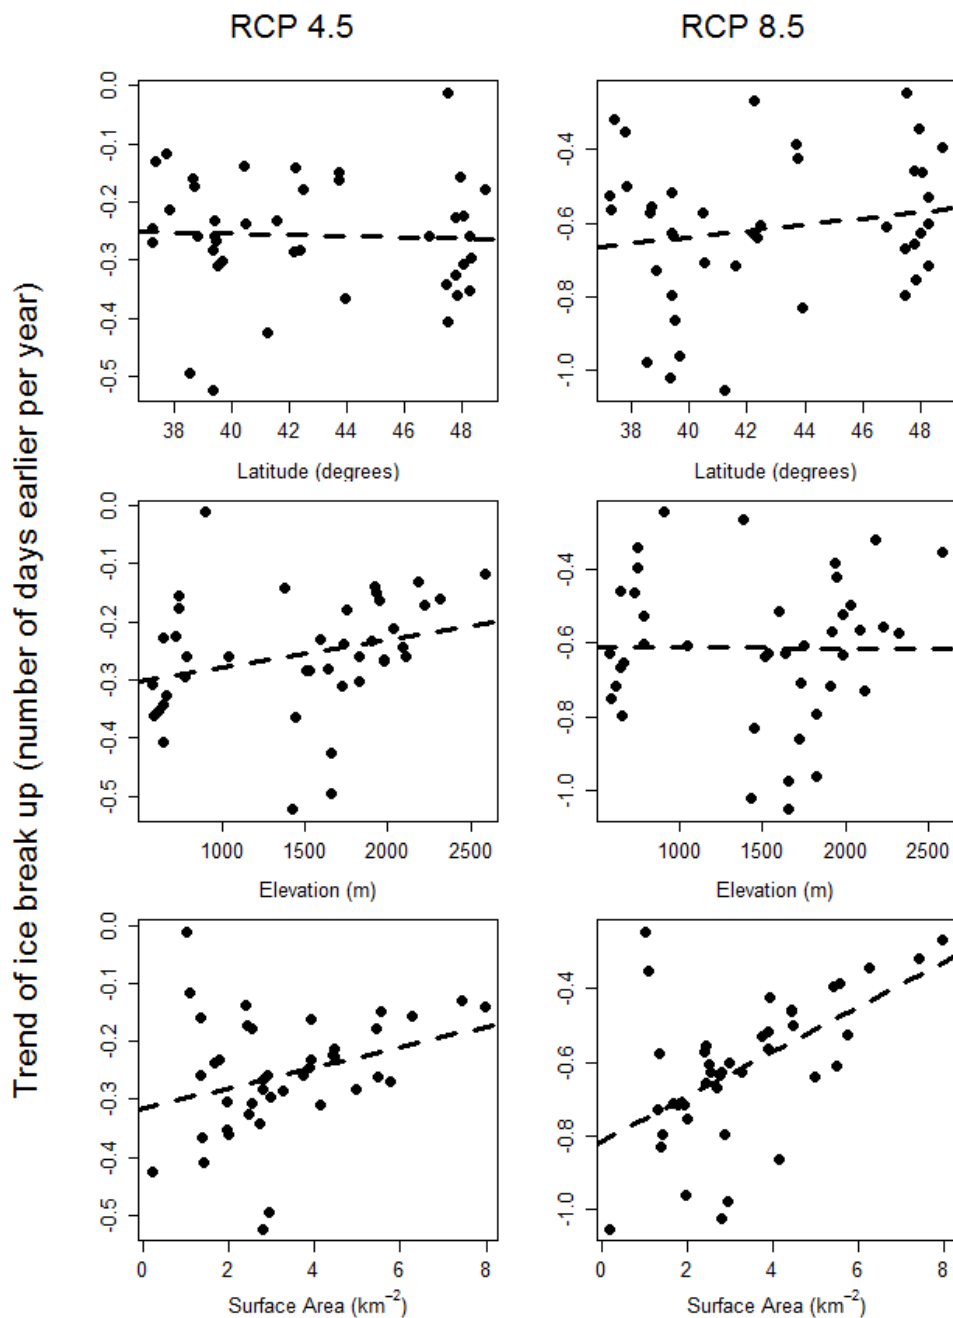 RCP 4.5
RCP 8.5
Trend of ice break up (number of days earlier per year)
0.0
-0.1
-0.2
-0.3
-0.4
-0.5
38 40 42 44 46 48
Latitude (degrees)
-0.4
-0.6
-0.8
-1.0
38 40 42 44 46 48
Latitude (degrees)
0.0
-0.1
-0.2
-0.3
-0.4
-0.5
1000 1500 2000 2500
Elevation (m)
-0.4
-0.6
-0.8
-1.0
1000 1500 2000 2500
Elevation (m)
0.0
-0.1
-0.2
-0.3
-0.4
-0.5
0 2 4 6 8
Surface Area (km⁻²)
-0.4
-0.6
-0.8
-1.0
0 2 4 6 8
Surface Area (km⁻²)